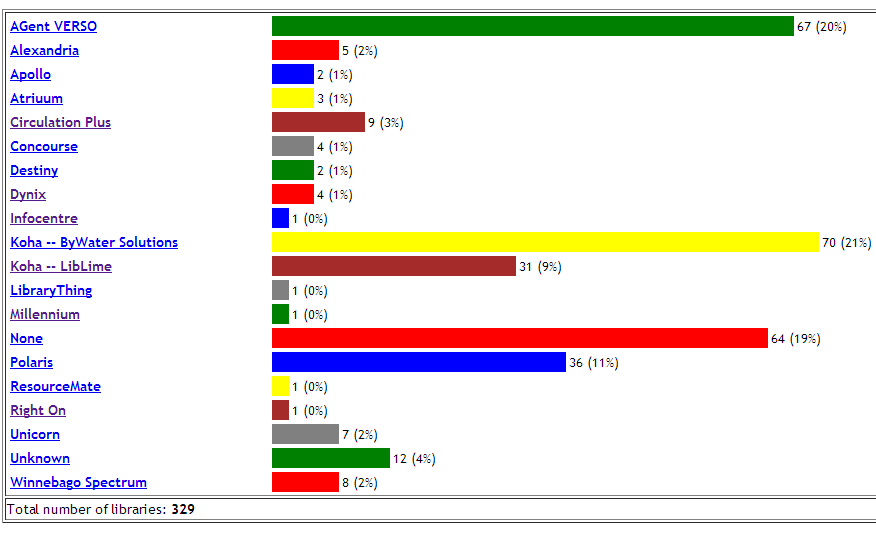 AGent VERSO 67 (20%)
Alexandria 5 (2%)
Apollo 2 (1%)
Atriuum 3 (1%)
Circulation Plus 9 (3%)
Concourse 4 (1%)
Destiny 2 (1%)
Dynix 4 (1%)
Infocentre 1 (0%)
Koha -- ByWater Solutions 70 (21%)
Koha -- LibLime 31 (9%)
LibraryThing 1 (0%)
Millennium 1 (0%)
None 64 (19%)
Polaris 36 (11%)
ResourceMate 1 (0%)
Right On 1 (0%)
Unicorn 7 (2%)
Unknown 12 (4%)
Winnebago Spectrum 8 (2%)
Total number of libraries: 329